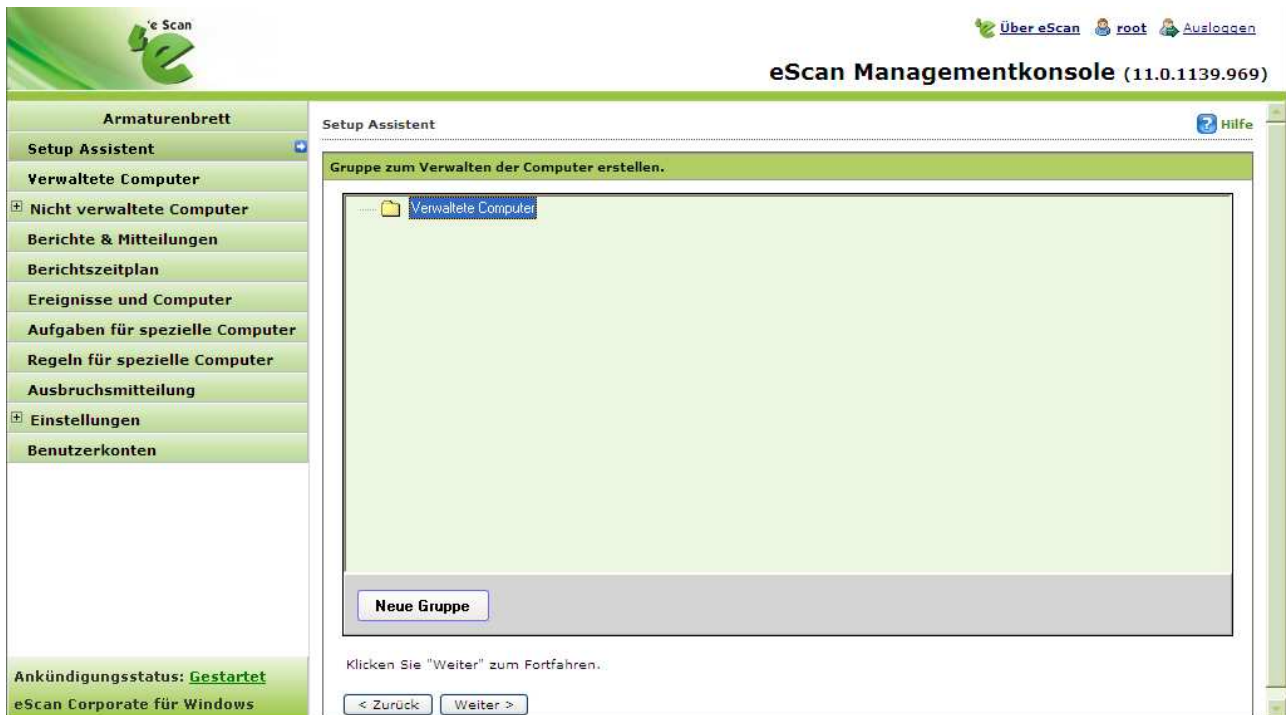 e Scan
Über eScan root Ausloggen
eScan Managementkonsole (11.0.1139.969)
Armaturenbrett
Setup Assistent
Verwaltete Computer
Nicht verwaltete Computer
Berichte & Mitteilungen
Berichtszeitplan
Ereignisse und Computer
Aufgaben für spezielle Computer
Regeln für spezielle Computer
Ausbruchsmitteilung
Einstellungen
Benutzerkonten
Ankündigungsstatus: Gestartet
eScan Corporate für Windows
Setup Assistent
Hilfe
Gruppe zum Verwalten der Computer erstellen.
Verwaltete Computer
Neue Gruppe
Klicken Sie "Weiter" zum Fortfahren.
< Zurück Weiter >